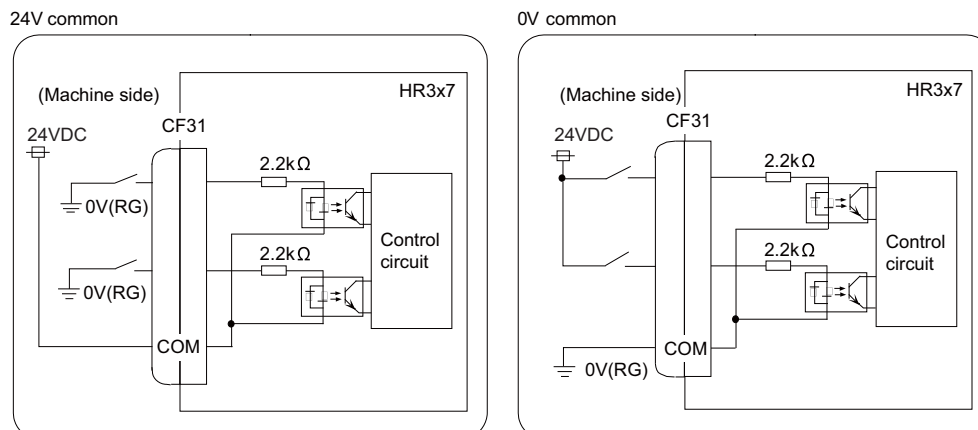 24V common
HR3x7
(Machine side)
CF31
24VDC
2.2kΩ
0V(RG)
Control
circuit
2.2kΩ
0V(RG)
COM
0V common
HR3x7
(Machine side)
CF31
24VDC
2.2kΩ
Control
circuit
2.2kΩ
COM
0V(RG)